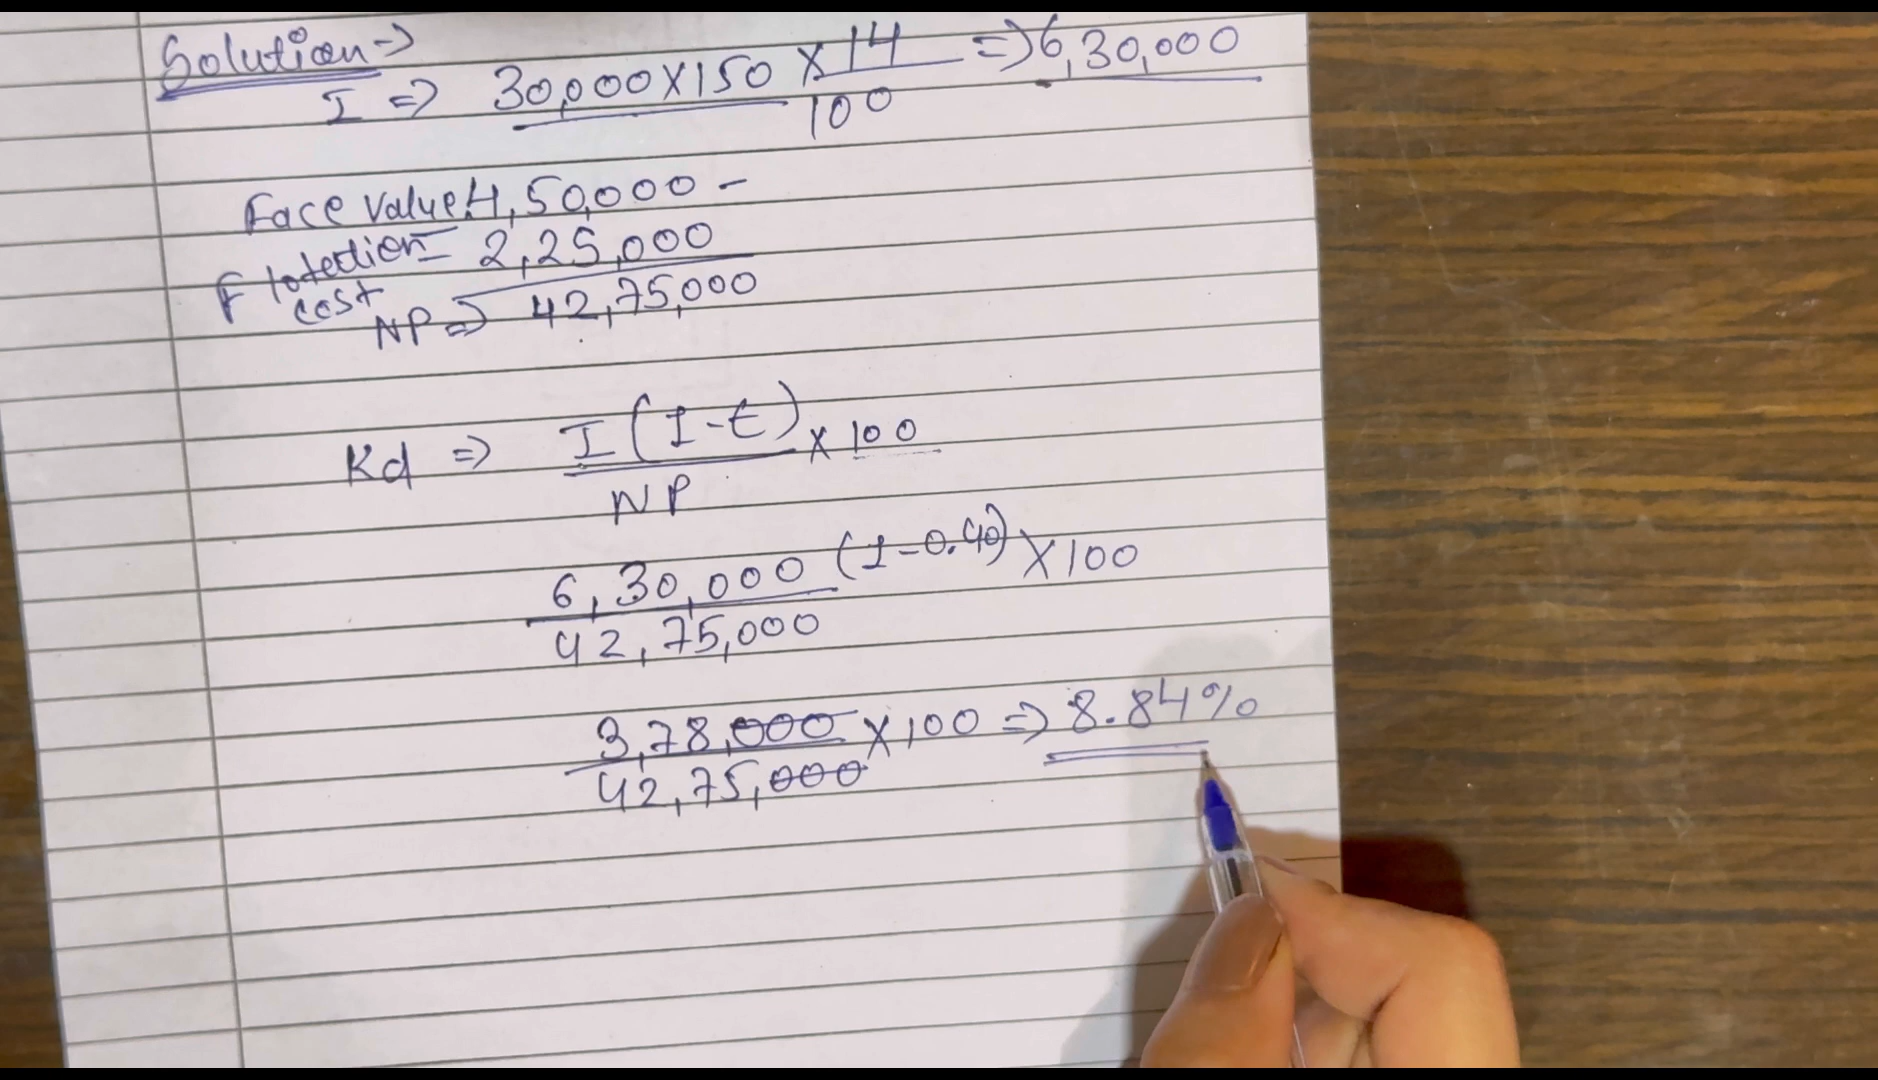 Solution →
I ⇒ 30,000 × 150 × 14 ⇒ 6,30,000
100
Face value 4,50,000 -
Flotection = 2,25,000
cost
NP ⇒ 42,75,000
Kd ⇒ I (I-t) × 100
NP
6,30,000 (1-0.40) × 100
42,75,000
3,78,000 × 100 ⇒ 8.84%
42,75,000